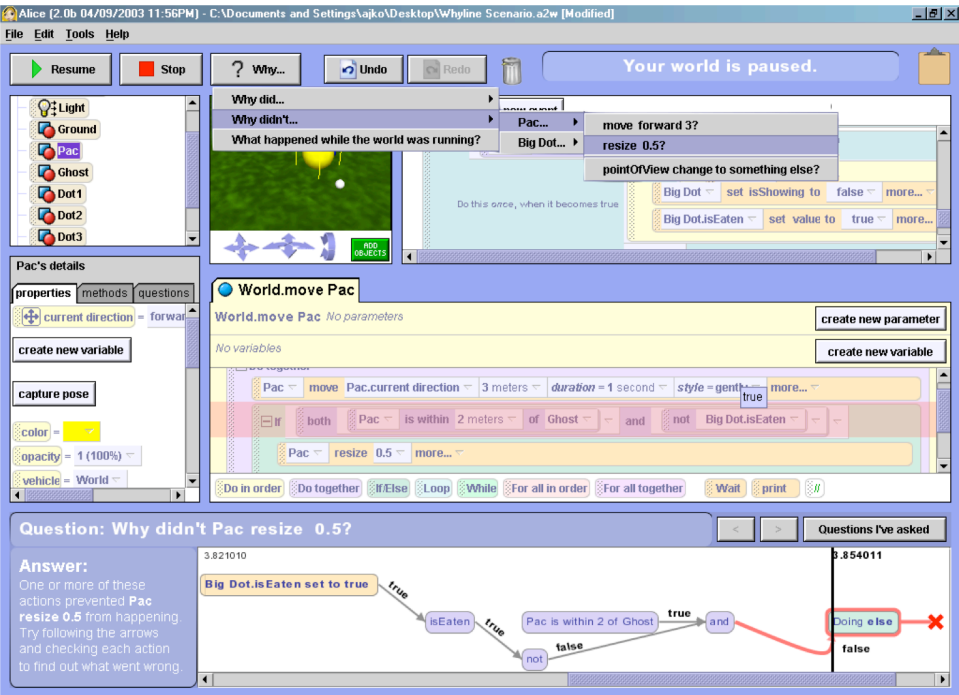 Alice (2.0b 04/09/2003 11:56PM) - C:\Documents and Settings\ajko\Desktop\Whyline Scenario.a2w [Modified]
File Edit Tools Help
Resume Stop ? Why... Undo Redo Your world is paused.
Why did...
Why didn't...
What happened while the world was running?
new event
Pac...
Big Dot...
move forward 3?
resize 0.5?
pointOfView change to something else?
Light
Ground
Pac
Ghost
Dot1
Dot2
Dot3
ADD
OBJECTS
Do this once, when it becomes true
Big Dot set isShowing to false more...
Big Dot.isEaten set value to true more...
Pac's details
properties methods questions
current direction = forwar
create new variable
capture pose
color =
opacity = 1 (100%)
vehicle = World
World.move Pac
World.move Pac No parameters create new parameter
No variables create new variable
Do together
Pac move Pac.current direction 3 meters duration = 1 second style = gently more...
true
If both Pac is within 2 meters of Ghost and not Big Dot.isEaten
Pac resize 0.5 more...
Do in order Do together If/Else Loop While For all in order For all together Wait print //
Question: Why didn't Pac resize 0.5? < > Questions I've asked
Answer:
One or more of these
actions prevented Pac
resize 0.5 from happening.
Try following the arrows
and checking each action
to find out what went wrong.
3.821010 3.854011
Big Dot.isEaten set to true true
isEaten true Pac is within 2 of Ghost true and Doing else
not false false